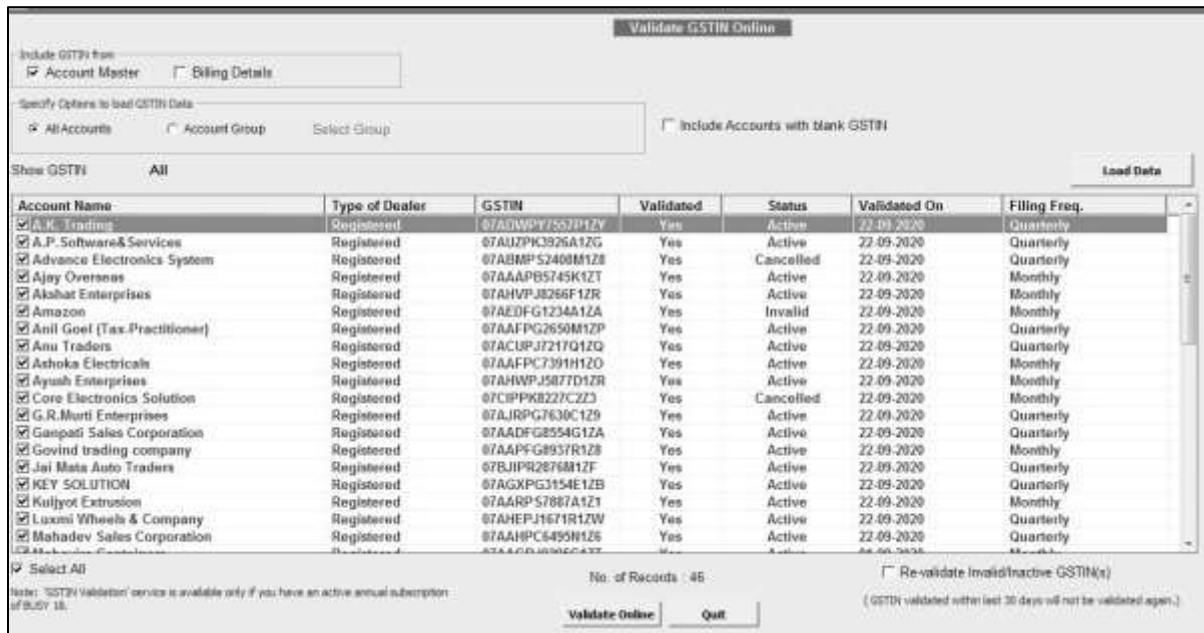 Validate GSTIN Online
Include GSTIN from
Account Master Billing Details
Specify Options to load GSTIN Data
All Accounts Account Group Select Group Include Accounts with blank GSTIN
Show GSTIN All Load Data
Account Name Type of Dealer GSTIN Validated Status Validated On Filing Freq.
A.K. Trading Registered 07ADWPY7557P1ZY Yes Active 22-09-2020 Quarterly
A.P.Software&Services Registered 07AUZPK3926A1ZG Yes Active 22-09-2020 Quarterly
Advance Electronics System Registered 07ABMPS2408M1Z8 Yes Cancelled 22-09-2020 Quarterly
Ajay Overseas Registered 07AAAPB5745K1ZT Yes Active 22-09-2020 Monthly
Akshat Enterprises Registered 07AHVPJ8266F1ZR Yes Active 22-09-2020 Monthly
Amazon Registered 07AEDFG1234A1ZA Yes Invalid 22-09-2020 Monthly
Anil Goel (Tax-Practitioner) Registered 07AAFPG2650M1ZP Yes Active 22-09-2020 Quarterly
Anu Traders Registered 07ACUPJ7217Q1ZQ Yes Active 22-09-2020 Quarterly
Ashoka Electricals Registered 07AAFPC7391H1ZO Yes Active 22-09-2020 Monthly
Ayush Enterprises Registered 07AHWPJ5877D1ZR Yes Active 22-09-2020 Monthly
Core Electronics Solution Registered 07CIPPK8227C2Z3 Yes Cancelled 22-09-2020 Monthly
G.R.Murti Enterprises Registered 07AJRPG7630C1Z9 Yes Active 22-09-2020 Quarterly
Ganpati Sales Corporation Registered 07AADFG8554G1ZA Yes Active 22-09-2020 Quarterly
Govind trading company Registered 07AAPFG8937R1Z8 Yes Active 22-09-2020 Monthly
Jai Mata Auto Traders Registered 07BJIPR2876M1ZF Yes Active 22-09-2020 Quarterly
KEY SOLUTION Registered 07AGXPG3154E1ZB Yes Active 22-09-2020 Quarterly
Kuljyot Extrusion Registered 07AARPS7887A1Z1 Yes Active 22-09-2020 Monthly
Luxmi Wheels & Company Registered 07AHEPJ1671R1ZW Yes Active 22-09-2020 Quarterly
Mahadev Sales Corporation Registered 07AAHPC6495N1Z6 Yes Active 22-09-2020 Quarterly
Select All No. of Records : 46 Re-validate Invalid/Inactive GSTIN(s)
Note: 'GSTIN Validation' service is available only if you have an active annual subscription
of BUSY 18.
(GSTIN validated within last 30 days will not be validated again.)
Validate Online Quit